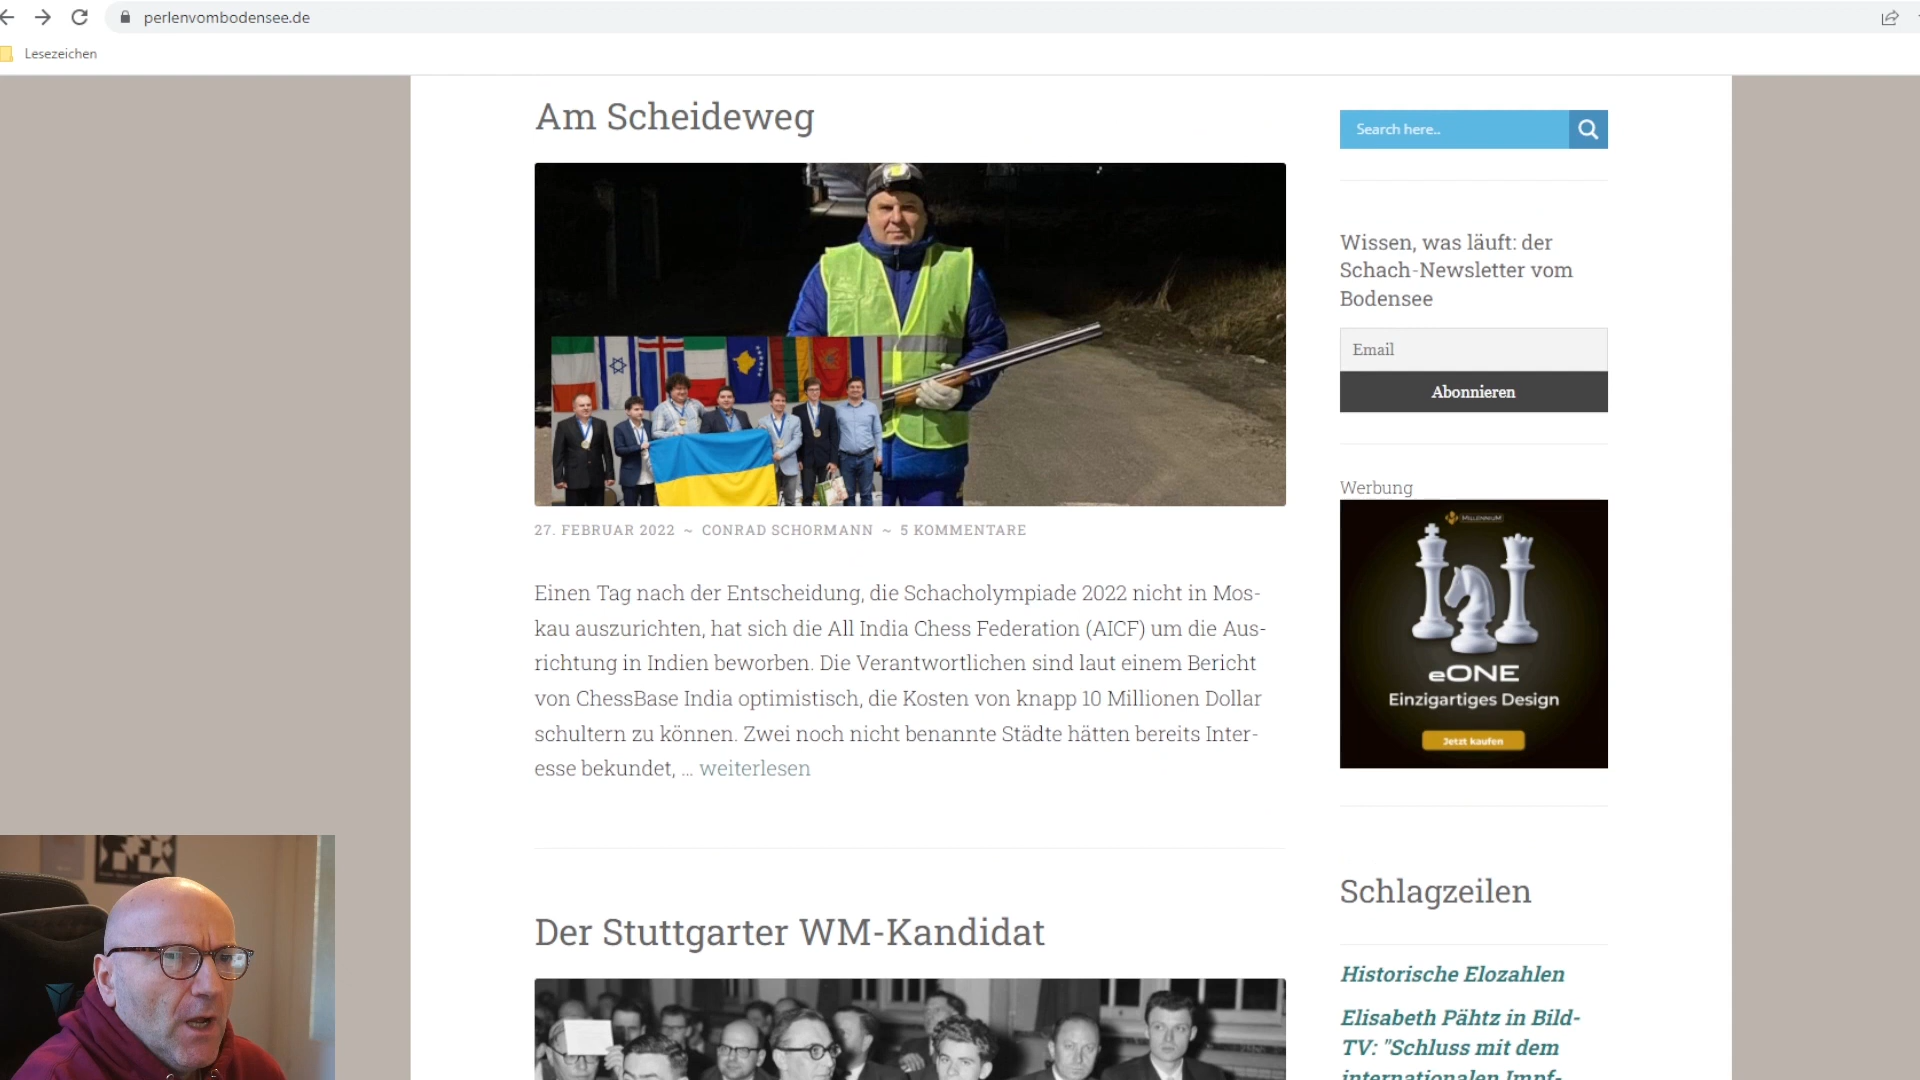 perlenvombodensee.de
Lesezeichen
Am Scheideweg
27. FEBRUAR 2022 ~ CONRAD SCHORMANN ~ 5 KOMMENTARE
Einen Tag nach der Entscheidung, die Schacholympiade 2022 nicht in Mos-
kau auszurichten, hat sich die All India Chess Federation (AICF) um die Aus-
richtung in Indien beworben. Die Verantwortlichen sind laut einem Bericht
von ChessBase India optimistisch, die Kosten von knapp 10 Millionen Dollar
schultern zu können. Zwei noch nicht benannte Städte hätten bereits Inter-
esse bekundet, … weiterlesen
Der Stuttgarter WM-Kandidat
Search here..
Wissen, was läuft: der
Schach-Newsletter vom
Bodensee
Email
Abonnieren
Werbung
MILLENNIUM
eONE
Einzigartiges Design
Jetzt kaufen
Schlagzeilen
Historische Elozahlen
Elisabeth Pähtz in Bild-
TV: "Schluss mit dem
internationalen Impf-